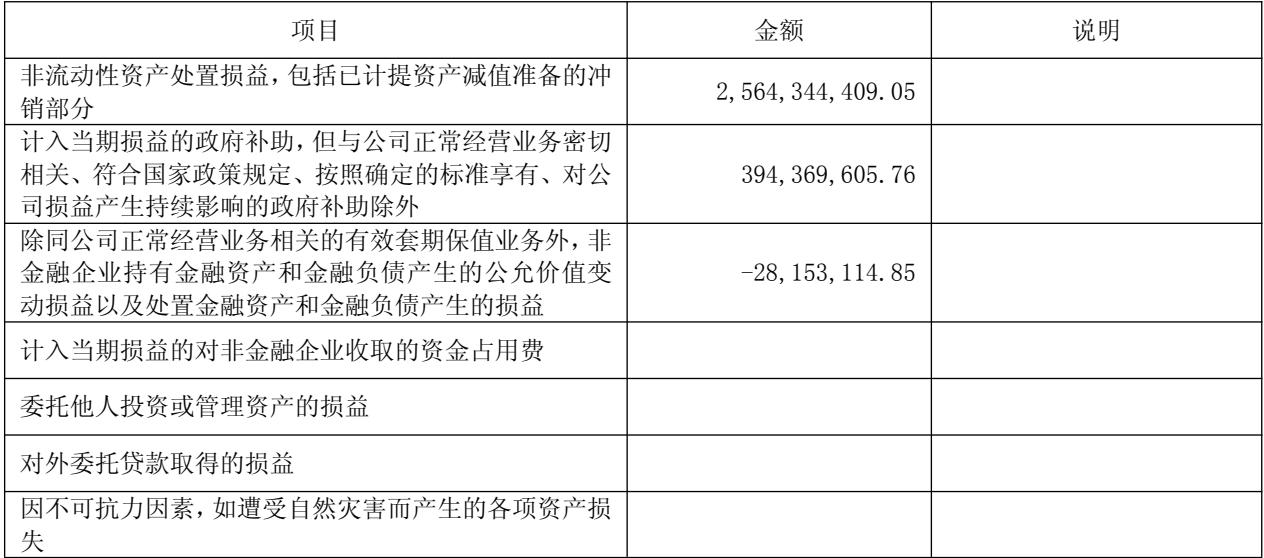 项目 金额 说明
非流动性资产处置损益，包括已计提资产减值准备的冲
销部分
2,564,344,409.05
计入当期损益的政府补助，但与公司正常经营业务密切
相关、符合国家政策规定、按照确定的标准享有、对公
司损益产生持续影响的政府补助除外
394,369,605.76
除同公司正常经营业务相关的有效套期保值业务外，非
金融企业持有金融资产和金融负债产生的公允价值变
动损益以及处置金融资产和金融负债产生的损益
-28,153,114.85
计入当期损益的对非金融企业收取的资金占用费
委托他人投资或管理资产的损益
对外委托贷款取得的损益
因不可抗力因素，如遭受自然灾害而产生的各项资产损
失